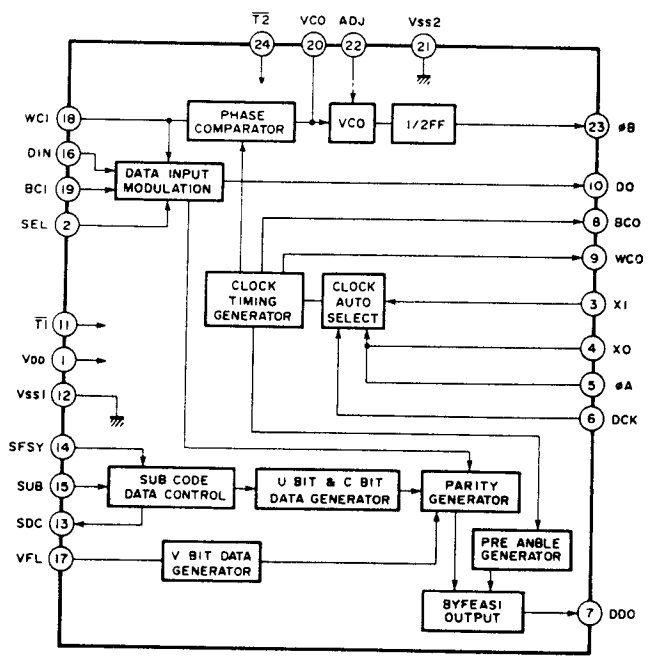 T2 VCO ADJ Vss2
24 20 22 21
WCI 18
PHASE
COMPARATOR
VCO
1/2FF
23 øB
DIN 16
BCI 19
DATA INPUT
MODULATION
10 DO
SEL 2
8 BCO
9 WCO
CLOCK
TIMING
GENERATOR
CLOCK
AUTO
SELECT
3 XI
T1 11
4 XO
VDD 1
5 øA
Vss1 12
6 DCK
SFSY 14
SUB 15
SUB CODE
DATA CONTROL
U BIT & C BIT
DATA GENERATOR
PARITY
GENERATOR
SDC 13
PRE ANBLE
GENERATOR
VFL 17
V BIT DATA
GENERATOR
BYFEASI
OUTPUT
7 DDO